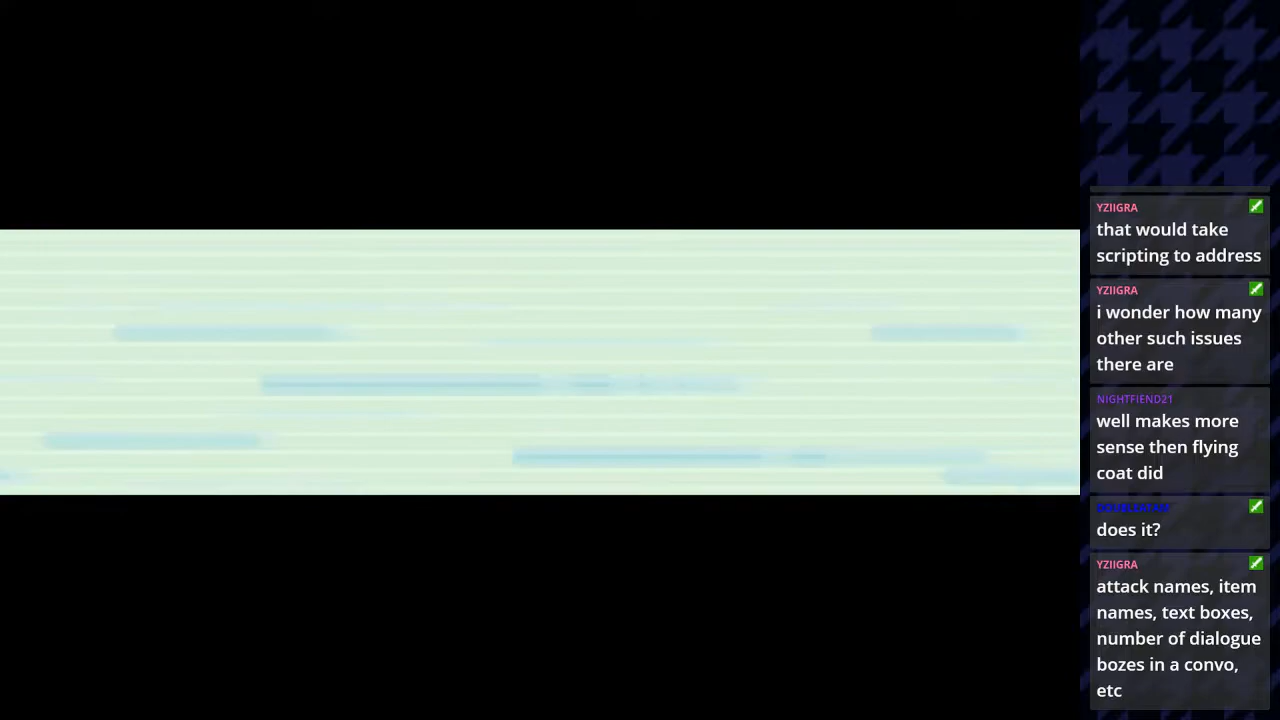 YZIIGRA
that would take
scripting to address
YZIIGRA
i wonder how many
other such issues
there are
NIGHTFIEND21
well makes more
sense then flying
coat did
does it?
YZIIGRA
attack names, item
names, text boxes,
number of dialogue
bozes in a convo,
etc